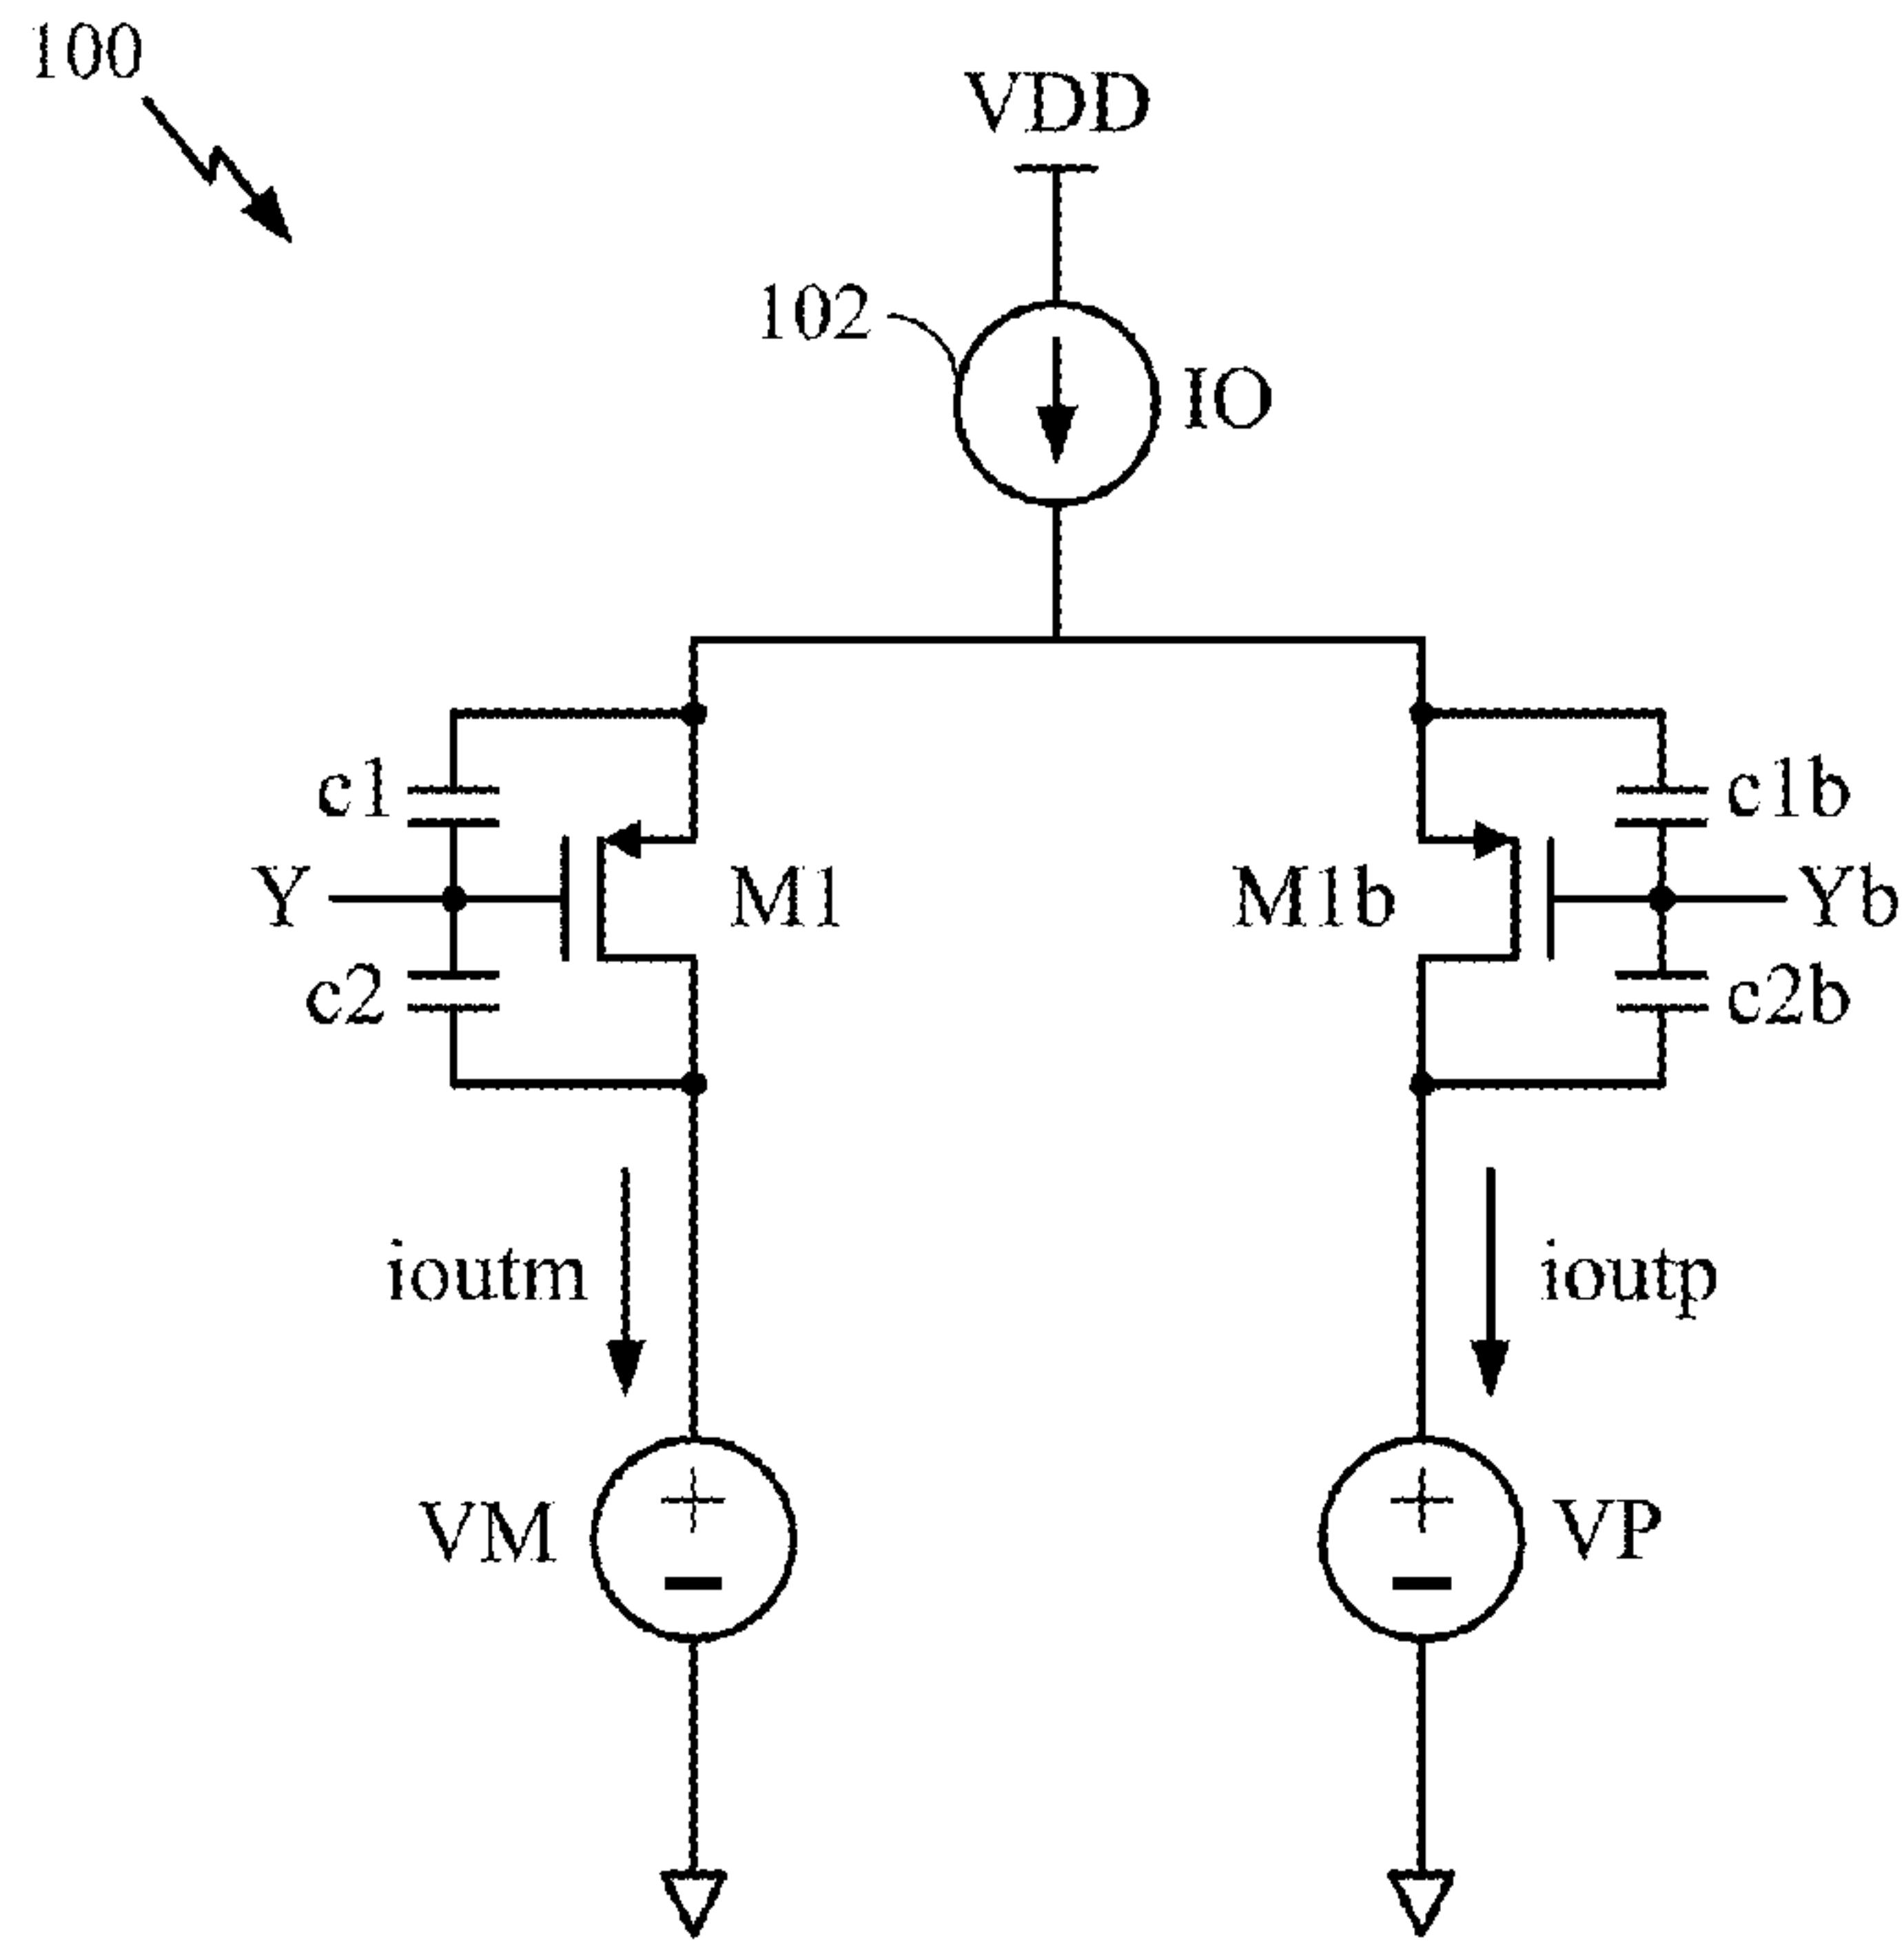 100
VDD
102
IO
c1
c1b
Y
M1
M1b
Yb
c2
c2b
ioutm
ioutp
VM
+
−
VP
+
−